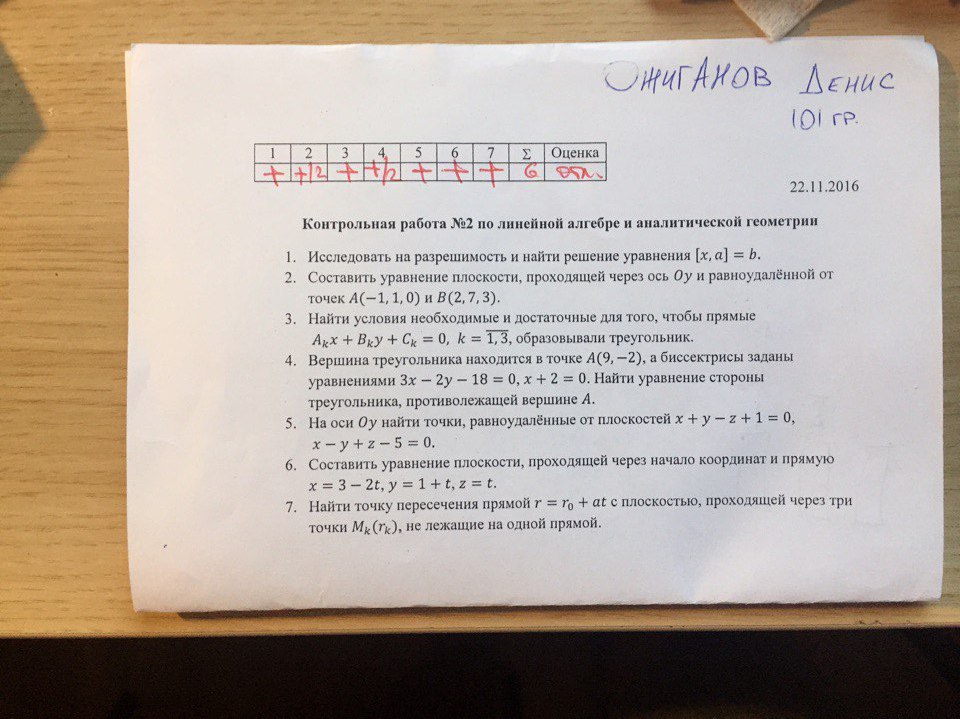 ОЖИГАНОВ ДЕНИС
101 ГР.
1 2 3 4 5 6 7 Σ Оценка
+ +/2 + +/2 + + + 6 отл.
22.11.2016
Контрольная работа №2 по линейной алгебре и аналитической геометрии
1. Исследовать на разрешимость и найти решение уравнения [x, a] = b.
2. Составить уравнение плоскости, проходящей через ось Oy и равноудалённой от
точек A(−1, 1, 0) и B(2, 7, 3).
3. Найти условия необходимые и достаточные для того, чтобы прямые
Aₖx + Bₖy + Cₖ = 0, k = 1,3, образовывали треугольник.
4. Вершина треугольника находится в точке A(9, −2), а биссектрисы заданы
уравнениями 3x − 2y − 18 = 0, x + 2 = 0. Найти уравнение стороны
треугольника, противолежащей вершине A.
5. На оси Oy найти точки, равноудалённые от плоскостей x + y − z + 1 = 0,
x − y + z − 5 = 0.
6. Составить уравнение плоскости, проходящей через начало координат и прямую
x = 3 − 2t, y = 1 + t, z = t.
7. Найти точку пересечения прямой r = r₀ + at с плоскостью, проходящей через три
точки Mₖ(rₖ), не лежащие на одной прямой.